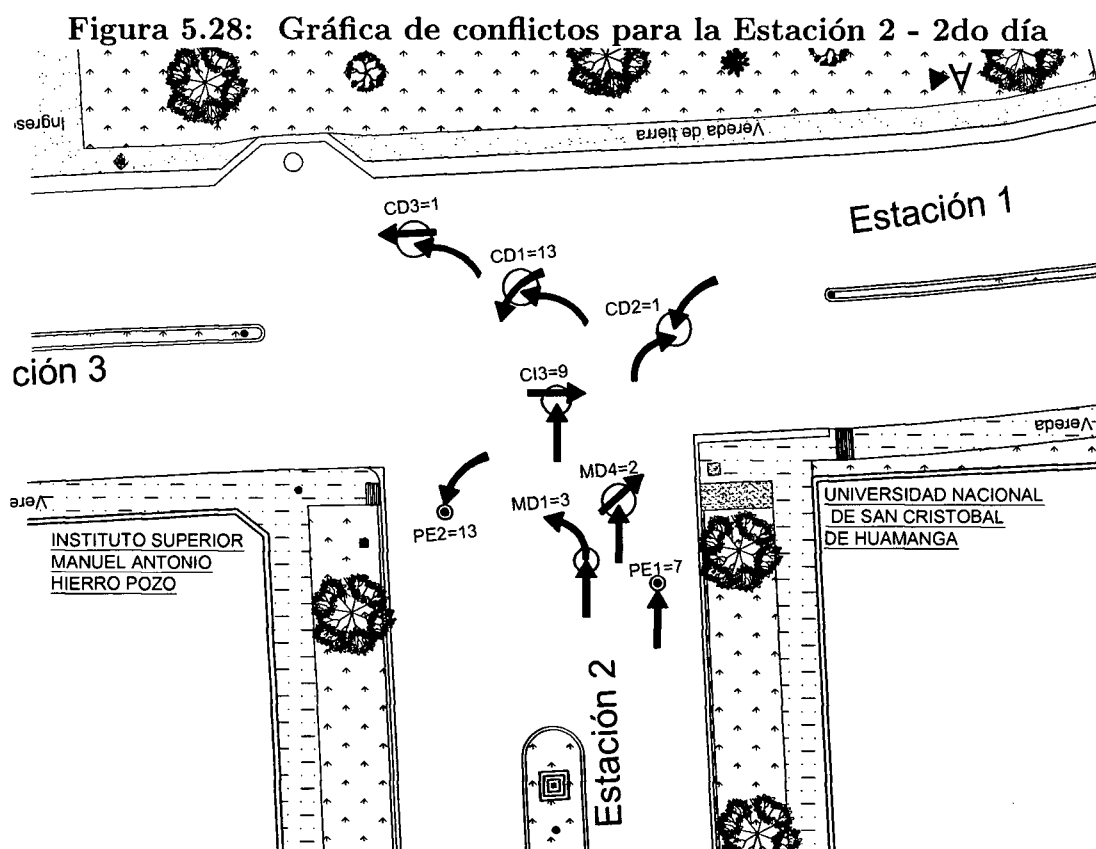 Figura 5.28: Gráfica de conflictos para la Estación 2 - 2do día
Ingres
Vereda de tierra
A
CD3=1
Estación 1
CD1=13
CD2=1
ción 3
CI3=9
Vereda
MD4=2
MD1=3
Vere
PE2=13
UNIVERSIDAD NACIONAL
DE SAN CRISTOBAL
DE HUAMANGA
INSTITUTO SUPERIOR
MANUEL ANTONIO
HIERRO POZO
PE1=7
Estación 2